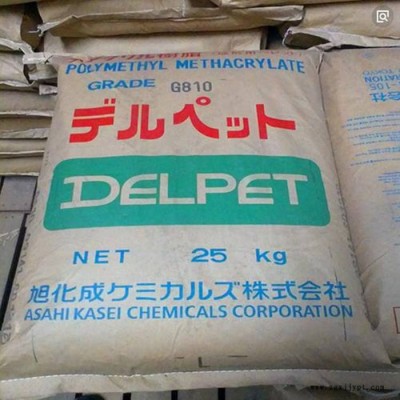 POLYMETHYL METHACRYLATE
GRADE G810
デルペット
DELPET
NET 25 kg
旭化成ケミカルズ株式会社
ASAHI KASEI CHEMICALS CORPORATION